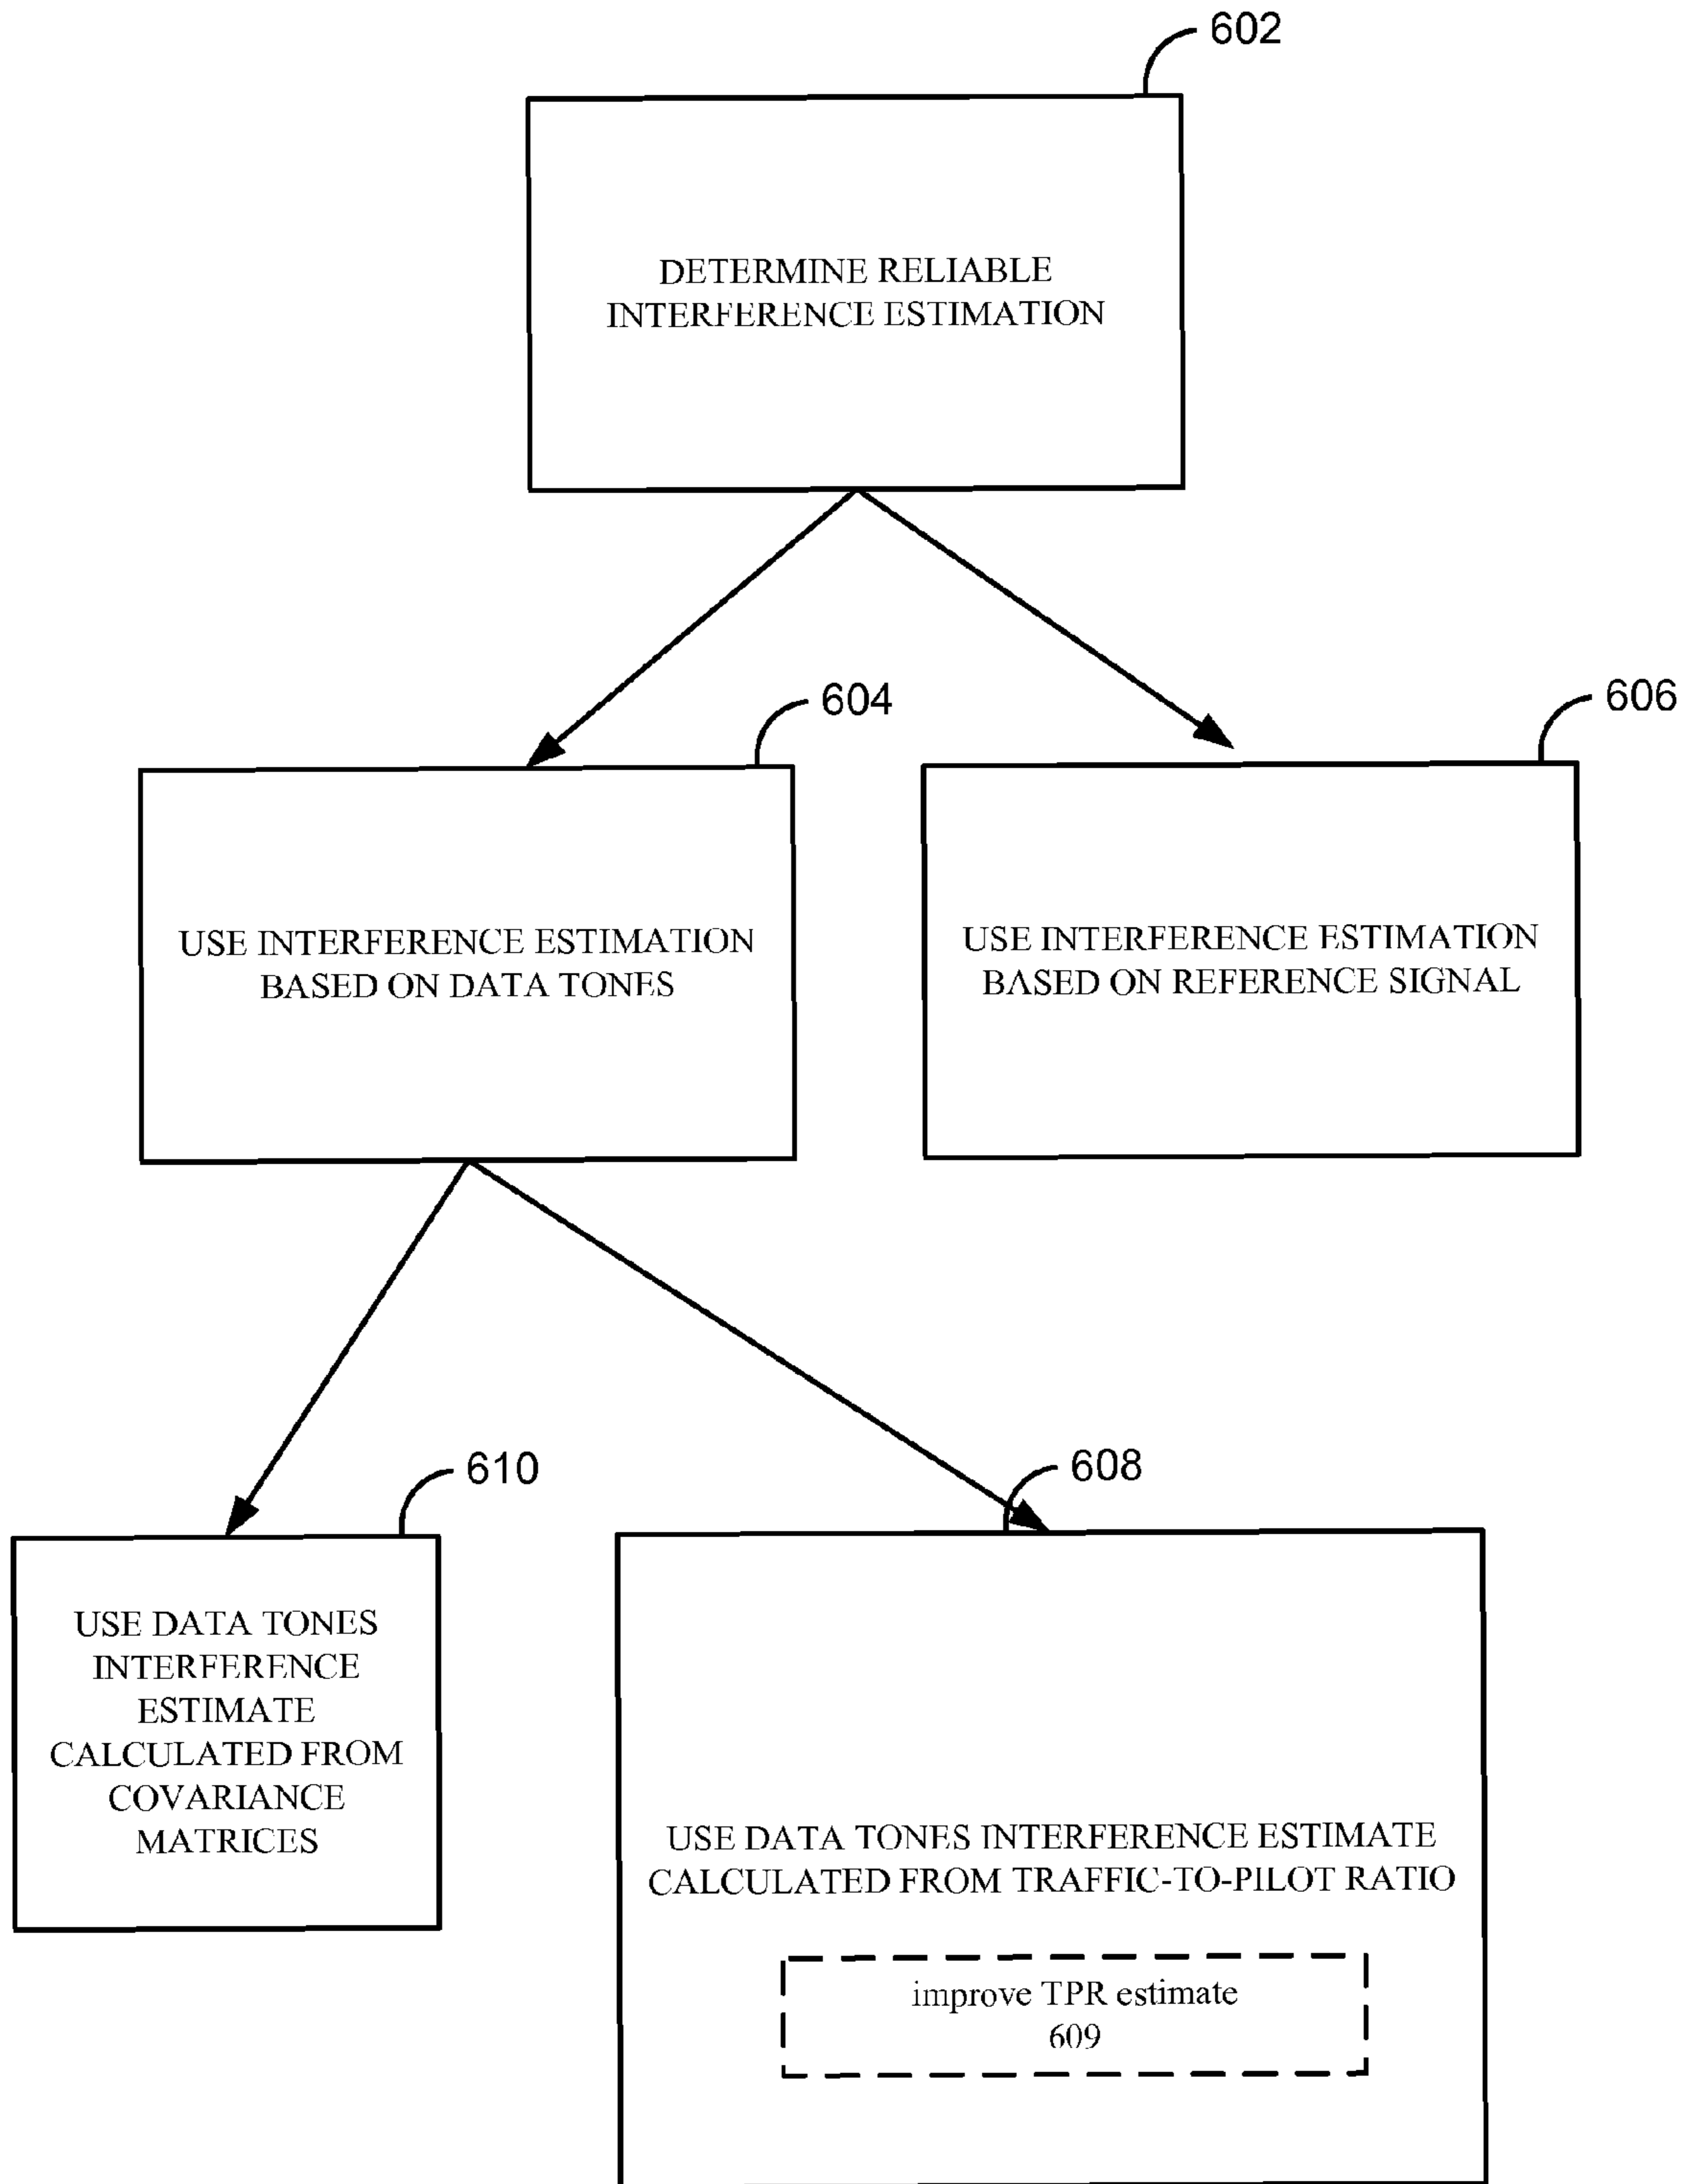 602
DETERMINE RELIABLE
INTERFERENCE ESTIMATION
604
606
USE INTERFERENCE ESTIMATION
BASED ON DATA TONES
USE INTERFERENCE ESTIMATION
BASED ON REFERENCE SIGNAL
610
608
USE DATA TONES
INTERFERENCE
ESTIMATE
CALCULATED FROM
COVARIANCE
MATRICES
USE DATA TONES INTERFERENCE ESTIMATE
CALCULATED FROM TRAFFIC-TO-PILOT RATIO
improve TPR estimate
609